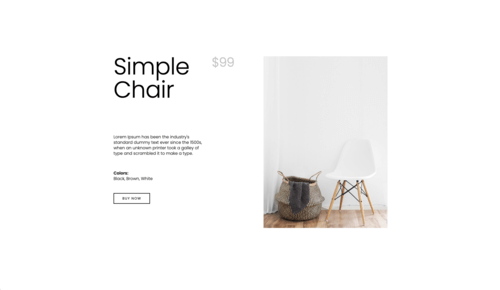 Simple $99
Chair
Lorem Ipsum has been the industry's
standard dummy text ever since the 1500s,
when an unknown printer took a galley of
type and scrambled it to make a type.
Colors:
Black, Brown, White
BUY NOW